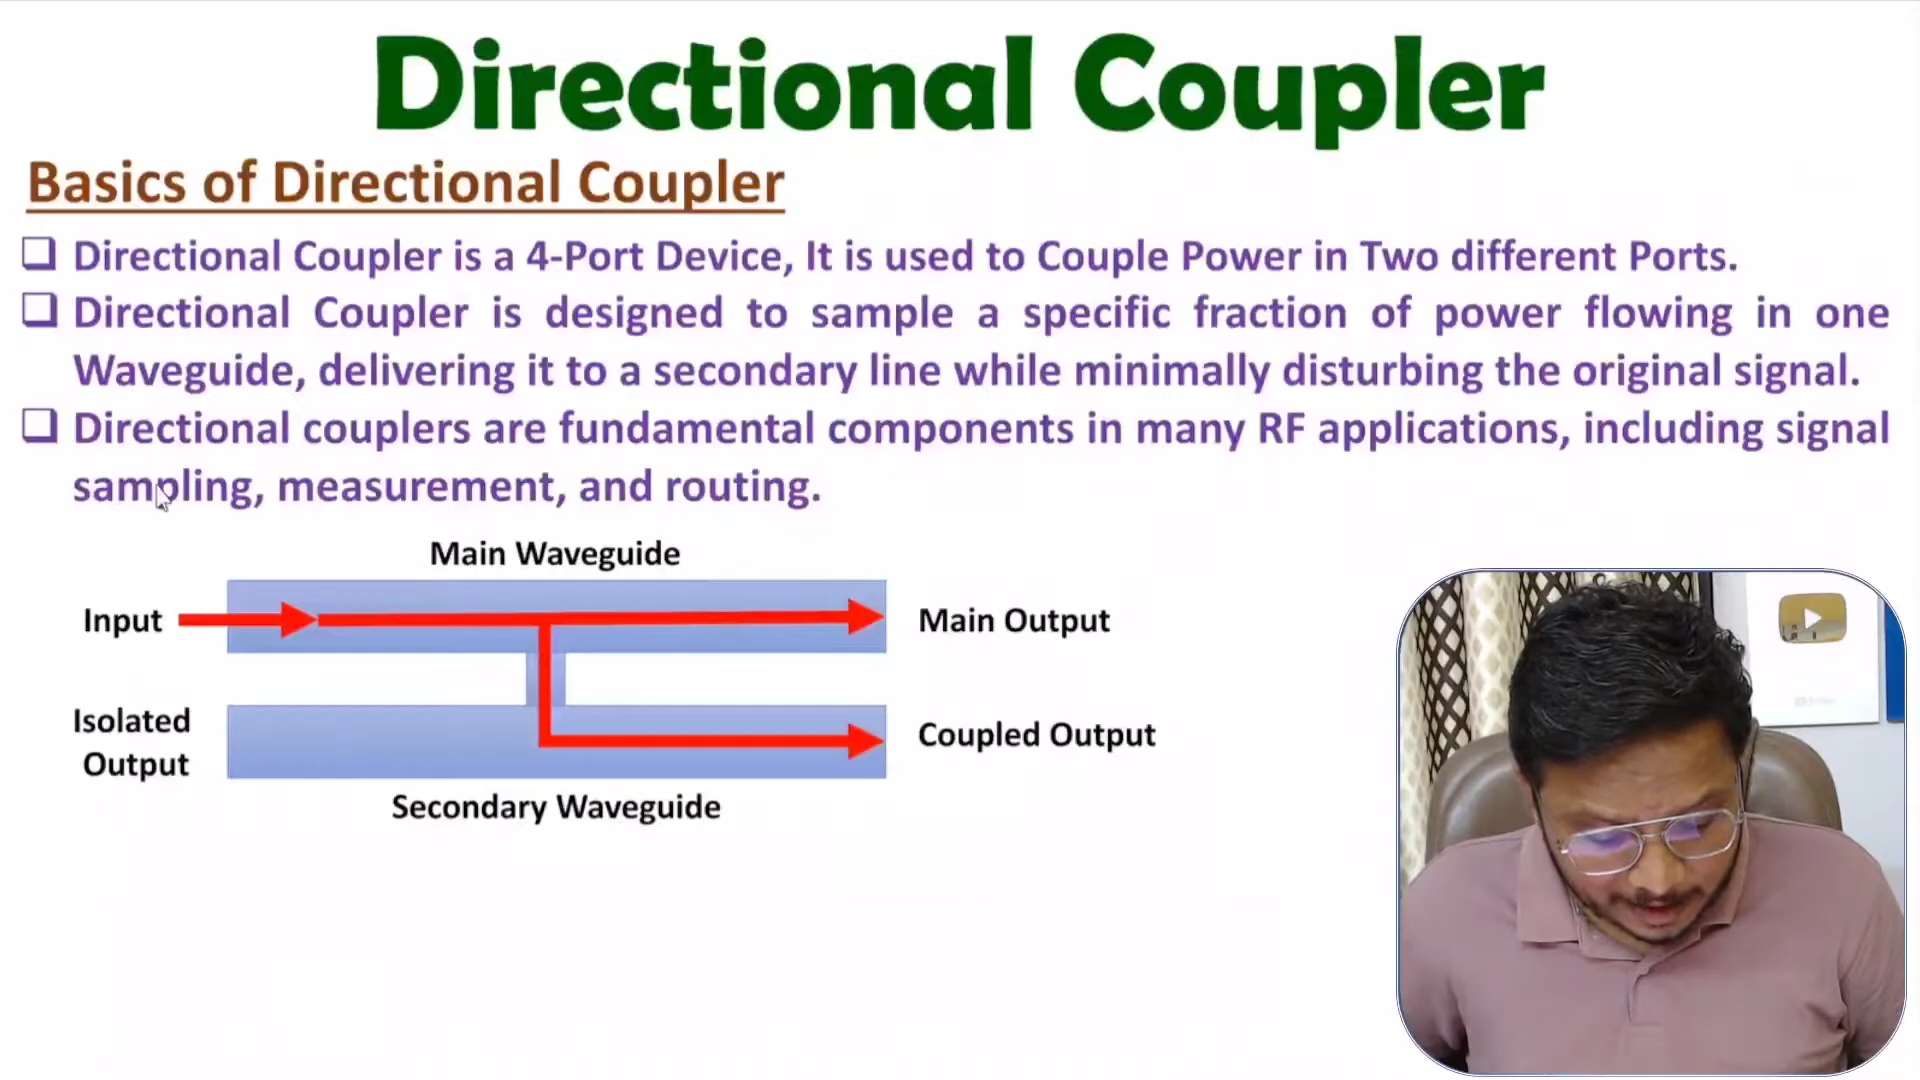 Directional Coupler
Basics of Directional Coupler
Directional Coupler is a 4-Port Device, It is used to Couple Power in Two different Ports.
Directional Coupler is designed to sample a specific fraction of power flowing in one
Waveguide, delivering it to a secondary line while minimally disturbing the original signal.
Directional couplers are fundamental components in many RF applications, including signal
sampling, measurement, and routing.
Main Waveguide
Input
Main Output
Isolated
Output
Coupled Output
Secondary Waveguide